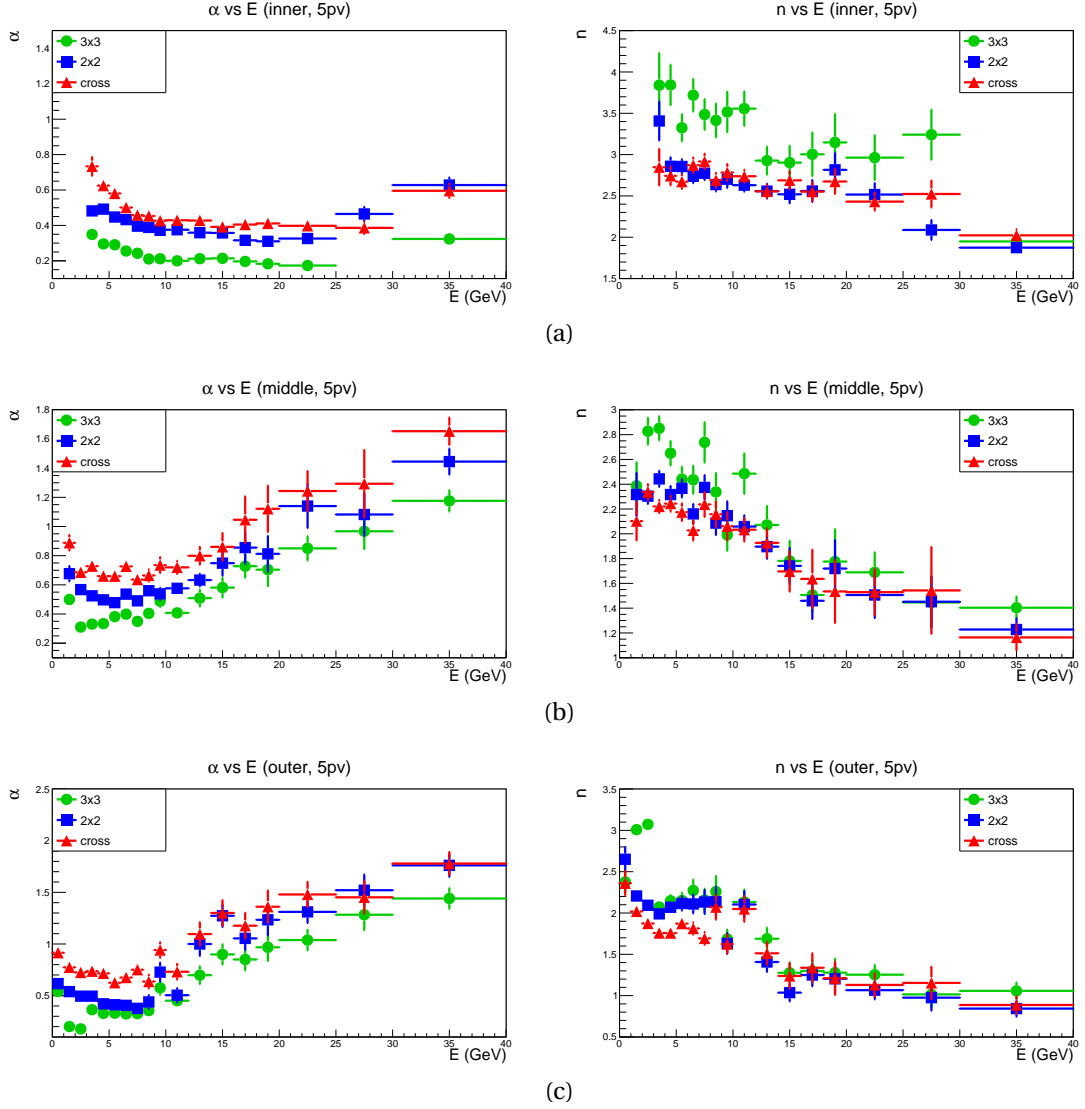 α vs E (inner, 5pv)
α
1.4
1.2
1
0.8
0.6
0.4
0.2
3x3
2x2
cross
0 5 10 15 20 25 30 35 40
E (GeV)
n vs E (inner, 5pv)
n
4.5
4
3.5
3
2.5
2
1.5
3x3
2x2
cross
0 5 10 15 20 25 30 35 40
E (GeV)
(a)
α vs E (middle, 5pv)
α
1.8
1.6
1.4
1.2
1
0.8
0.6
0.4
0.2
3x3
2x2
cross
0 5 10 15 20 25 30 35 40
E (GeV)
n vs E (middle, 5pv)
n
3
2.8
2.6
2.4
2.2
2
1.8
1.6
1.4
1.2
1
3x3
2x2
cross
0 5 10 15 20 25 30 35 40
E (GeV)
(b)
α vs E (outer, 5pv)
α
2.5
2
1.5
1
0.5
3x3
2x2
cross
0 5 10 15 20 25 30 35 40
E (GeV)
n vs E (outer, 5pv)
n
3.5
3
2.5
2
1.5
1
0.5
3x3
2x2
cross
0 5 10 15 20 25 30 35 40
E (GeV)
(c)